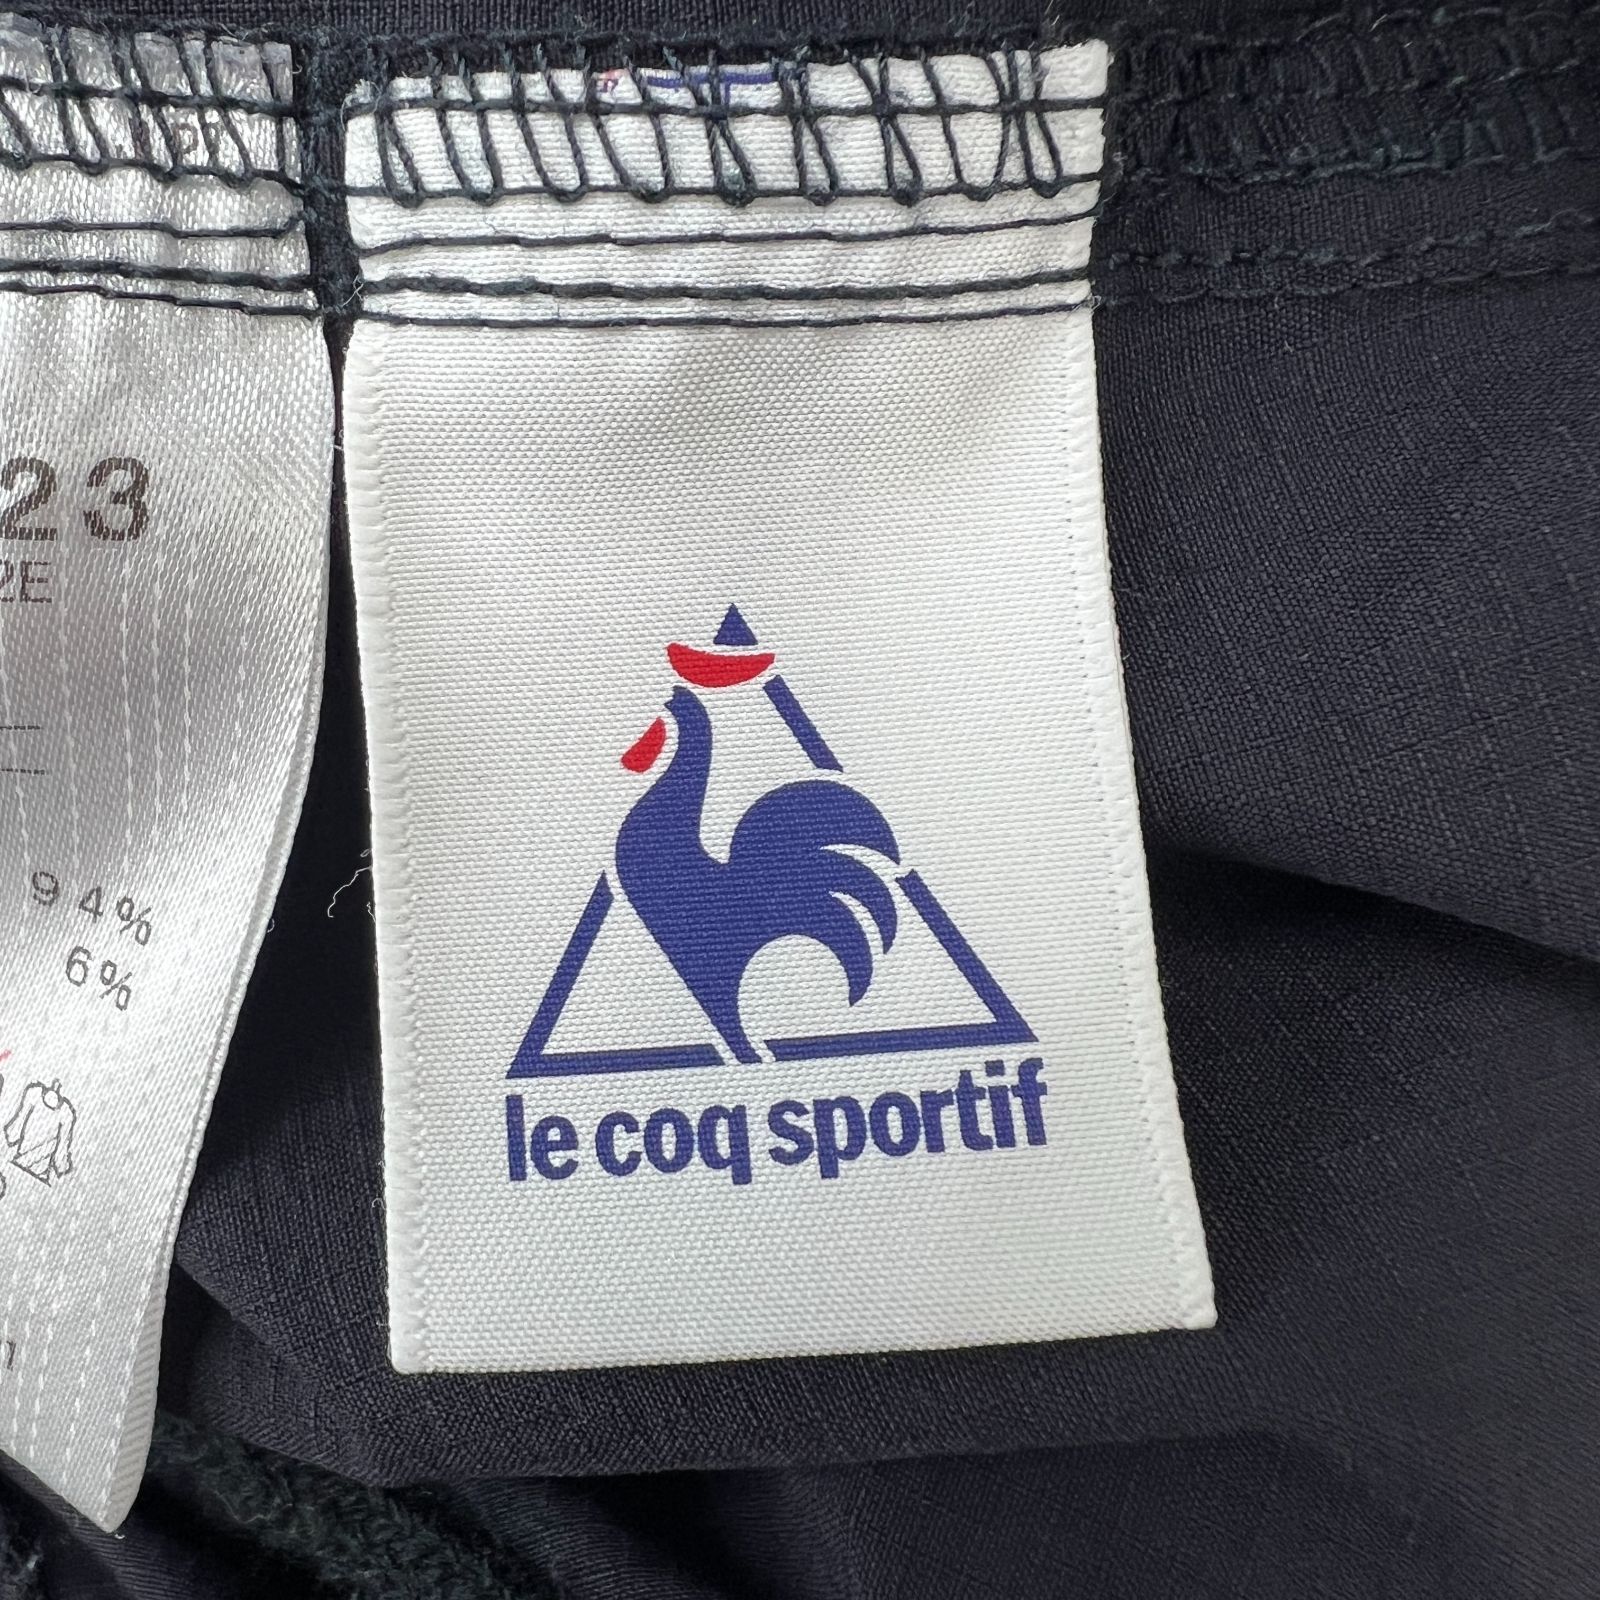 23
94%
6%
le coq sportif